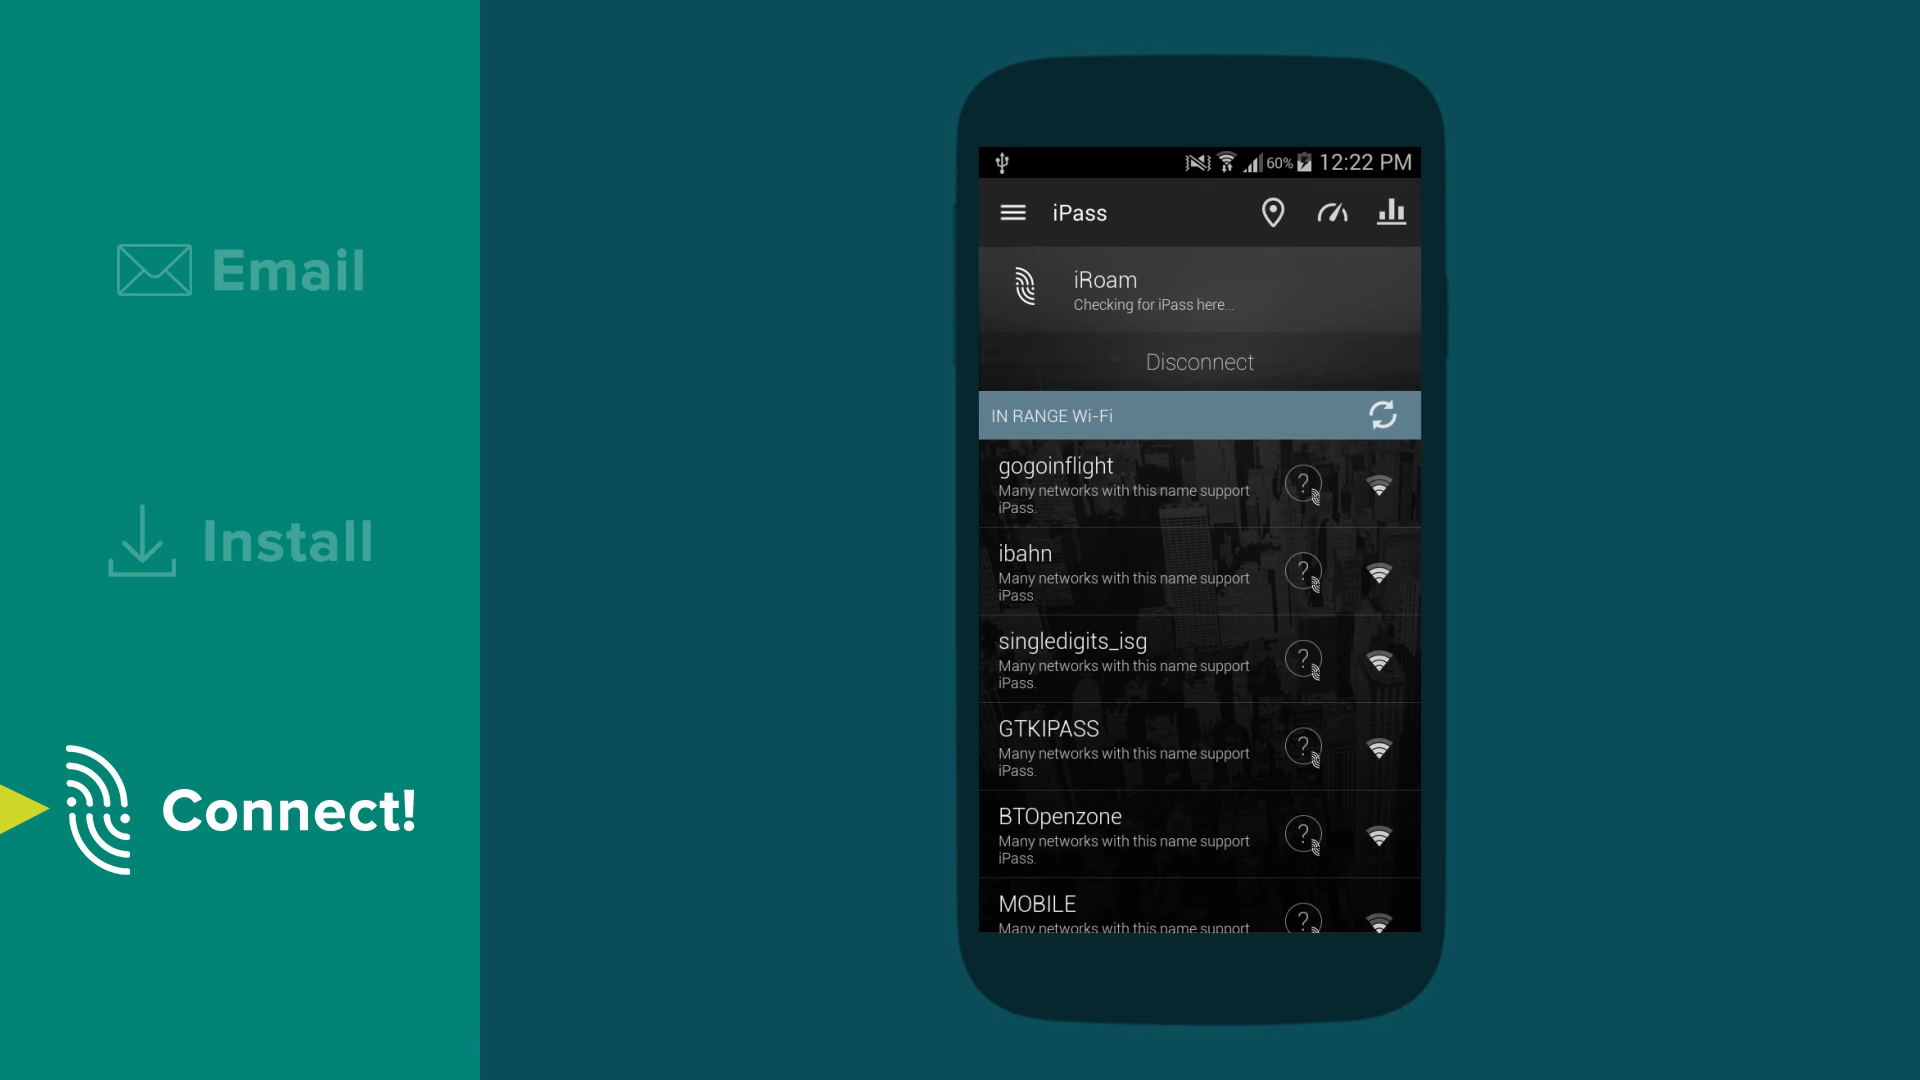 Email
Install
Connect!
60% 12:22 PM
iPass
iRoam
Checking for iPass here...
Disconnect
IN RANGE Wi-Fi
gogoinflight
Many networks with this name support
iPass.
ibahn
Many networks with this name support
iPass.
singledigits_isg
Many networks with this name support
iPass.
GTKIPASS
Many networks with this name support
iPass.
BTOpenzone
Many networks with this name support
iPass.
MOBILE
Many networks with this name support